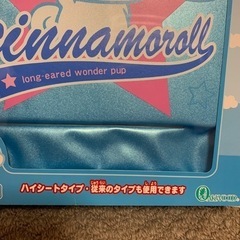 innamoroll
long-eared wonder pup
ハイシートタイプ・従来のタイプも使用できます